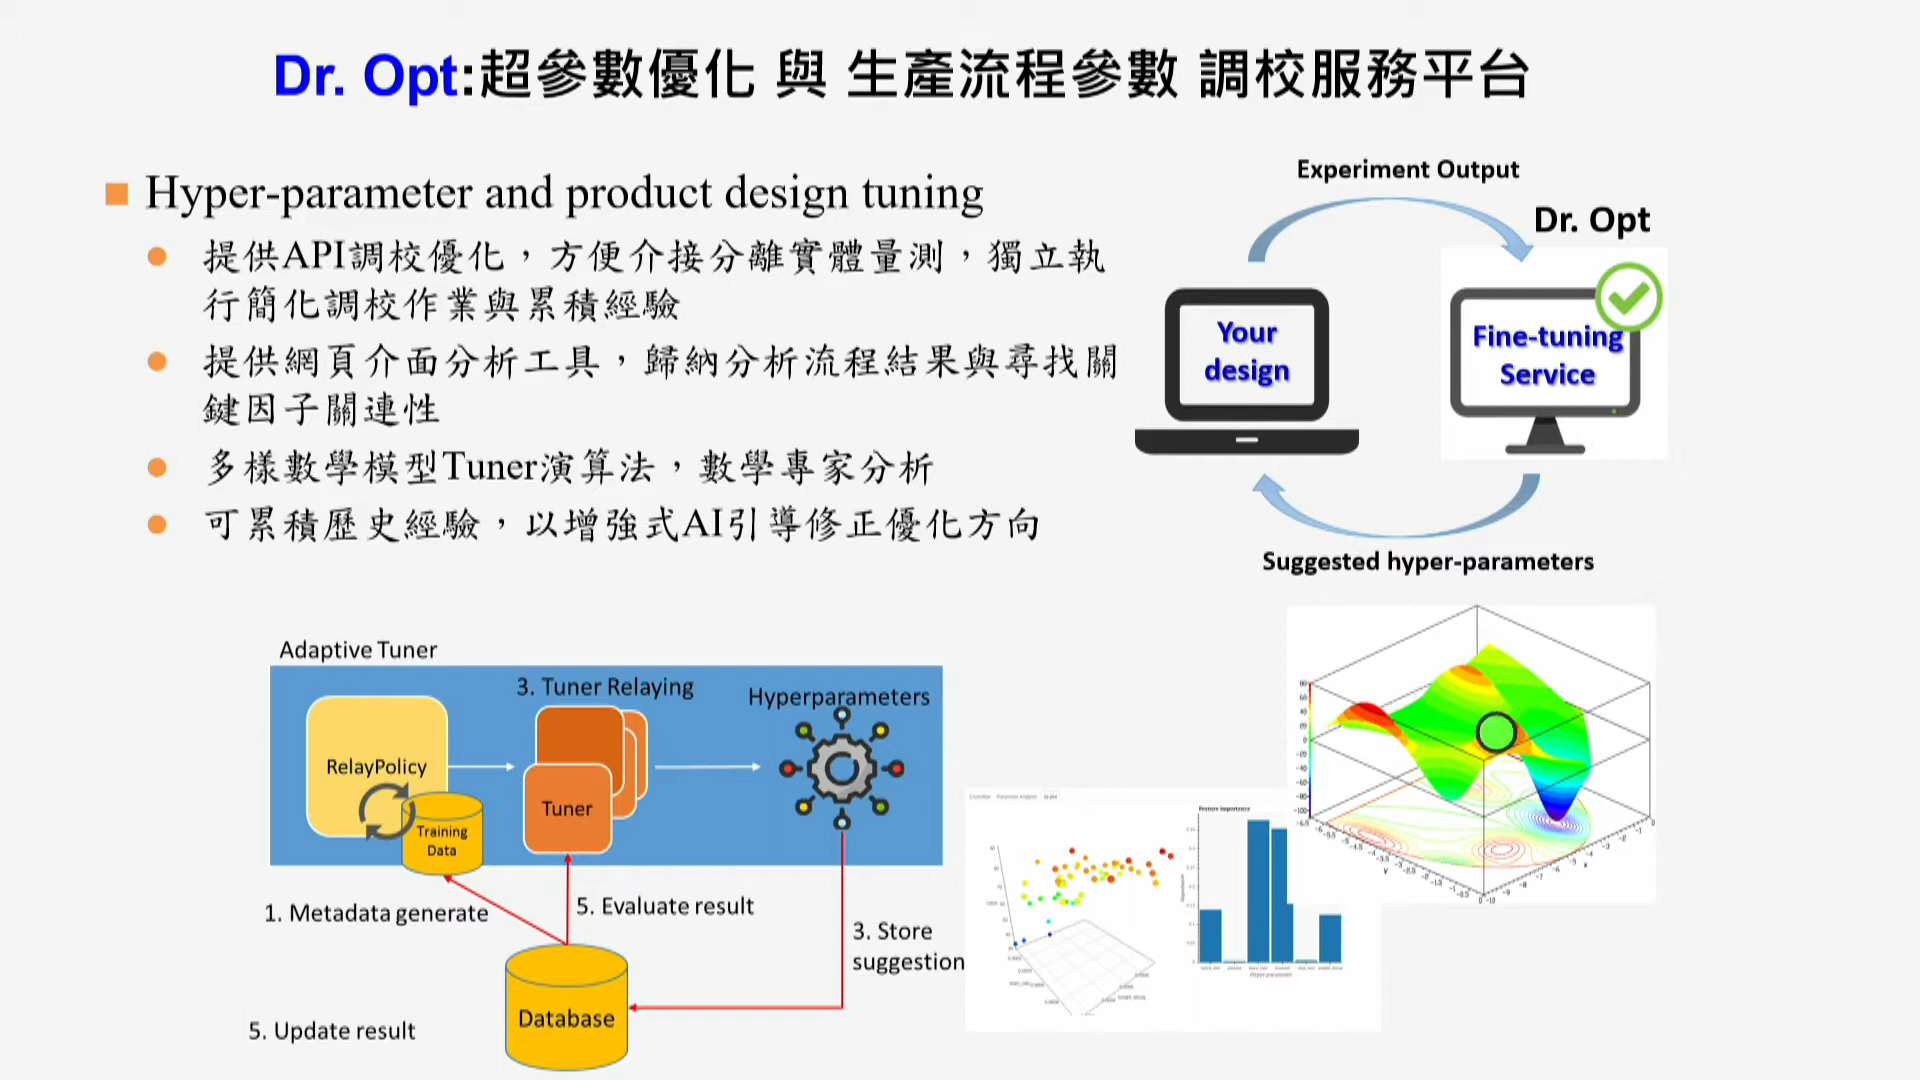 Dr. Opt:超參數優化 與 生產流程參數 調校服務平台
Hyper-parameter and product design tuning
提供API調校優化，方便介接分離實體量測，獨立執
行簡化調校作業與累積經驗
提供網頁介面分析工具，歸納分析流程結果與尋找關
鍵因子關連性
多樣數學模型Tuner演算法，數學專家分析
可累積歷史經驗，以增強式AI引導修正優化方向
Experiment Output
Dr. Opt
Your
design
Fine-tuning
Service
Suggested hyper-parameters
Adaptive Tuner
3. Tuner Relaying
Hyperparameters
RelayPolicy
Training
Data
Tuner
1. Metadata generate
5. Evaluate result
3. Store
suggestion
Database
5. Update result
Feature Importance